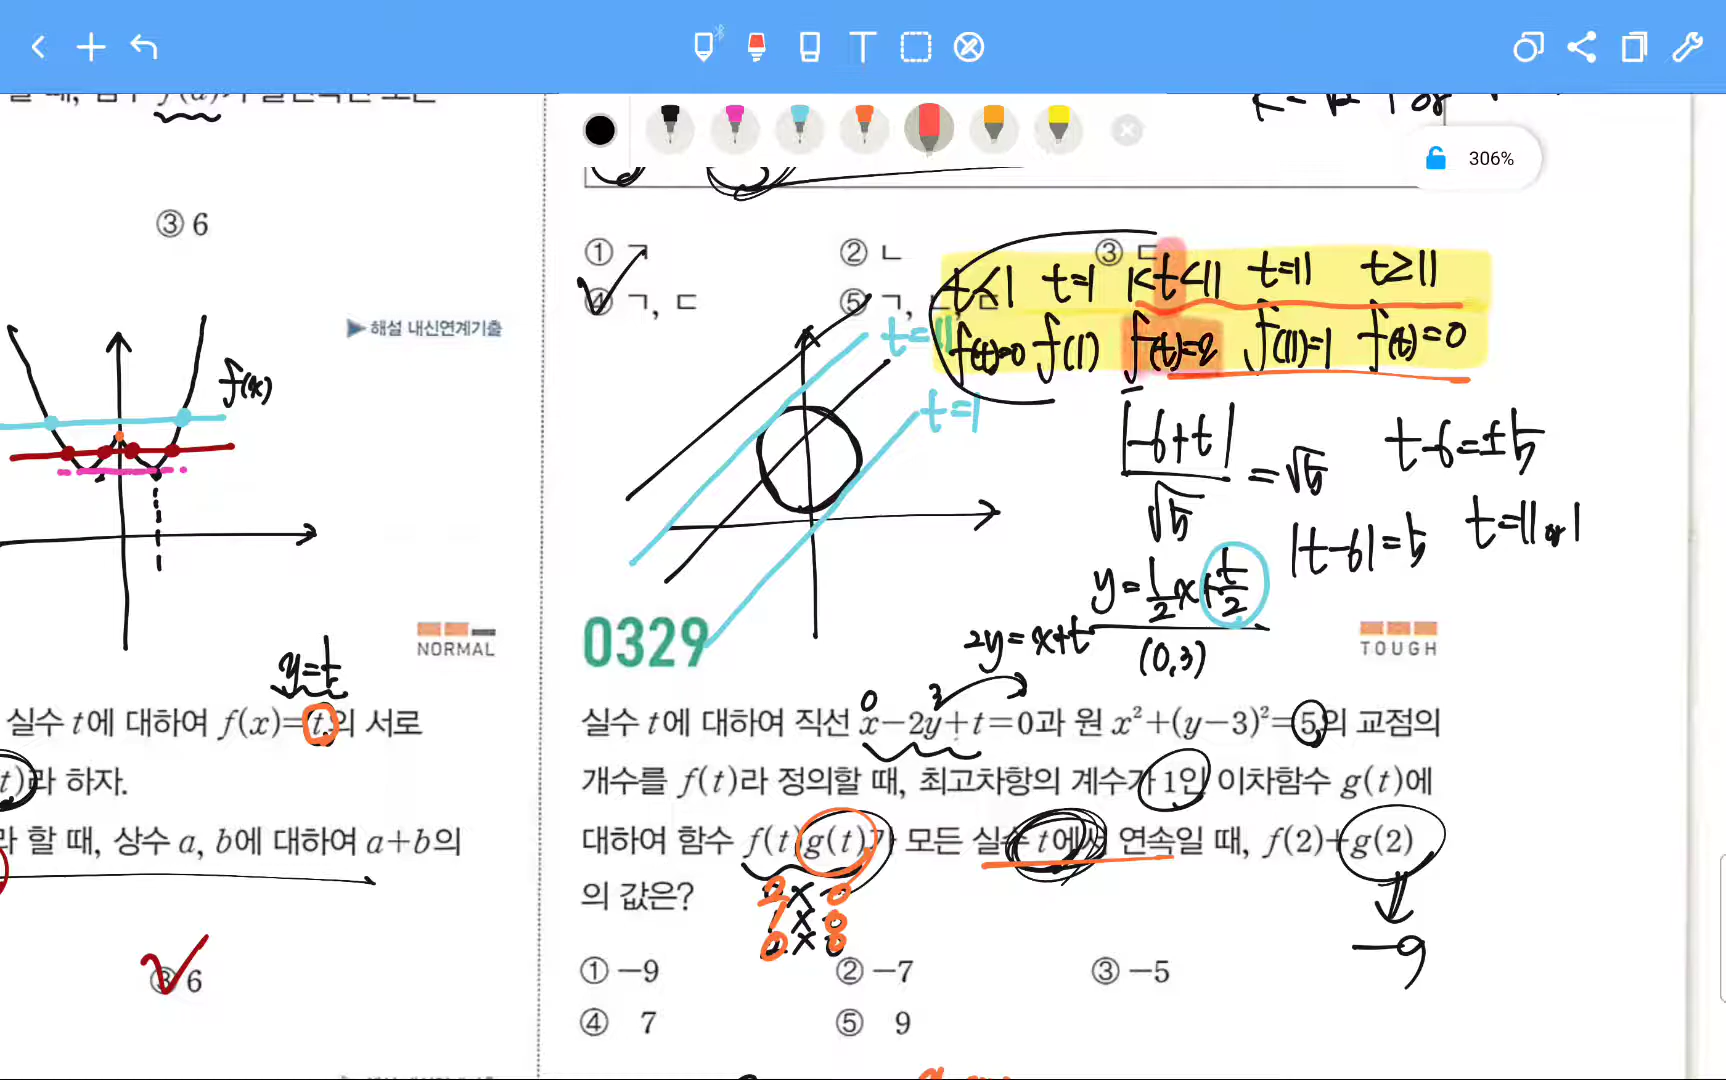 306%
③ 6
① ㄱ
② ㄴ
③ ㄷ
④ ㄱ, ㄷ
⑤ ㄱ, ㄴ, ㄷ
t<1 t=1 1<t<11 t=11 t≥11
f(t)=0 f(1) f(t)=2 f(11)=1 f(t)=0
▶ 해설 내신연계기출
f(x)
t=11
t=1
|-6+t| / √5 = √5
t-6=±5
|t-6|=5
t=11 or 1
y=1/2x+t/2
2y=x+t
(0,3)
NORMAL
y=t
실수 t에 대하여 f(x)=t의 서로
t)라 하자.
라 할 때, 상수 a, b에 대하여 a+b의
③ 6
0329
TOUGH
0 3
실수 t에 대하여 직선 x-2y+t=0과 원 x²+(y-3)²=5의 교점의
개수를 f(t)라 정의할 때, 최고차항의 계수가 1인 이차함수 g(t)에
대하여 함수 f(t)g(t)가 모든 실수 t에서 연속일 때, f(2)+g(2)
의 값은?
2×0
1×0
0×0
-9
① -9
② -7
③ -5
④ 7
⑤ 9